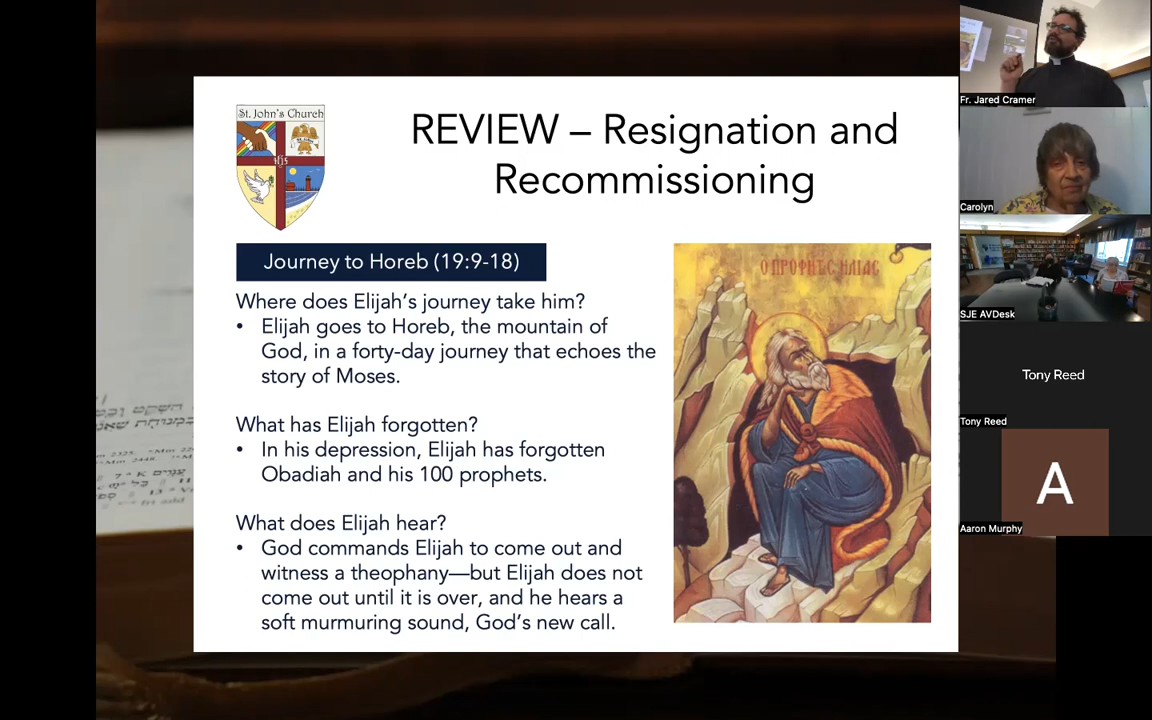 St. John's Church
REVIEW – Resignation and
Recommissioning
Journey to Horeb (19:9-18)
Where does Elijah's journey take him?
• Elijah goes to Horeb, the mountain of
God, in a forty-day journey that echoes the
story of Moses.
What has Elijah forgotten?
• In his depression, Elijah has forgotten
Obadiah and his 100 prophets.
What does Elijah hear?
• God commands Elijah to come out and
witness a theophany—but Elijah does not
come out until it is over, and he hears a
soft murmuring sound, God's new call.
Ο ΠΡΟΦΗΤΗС ΗΛΙΑС
Fr. Jared Cramer
Carolyn
SJE AVDesk
Tony Reed
Tony Reed
A
Aaron Murphy